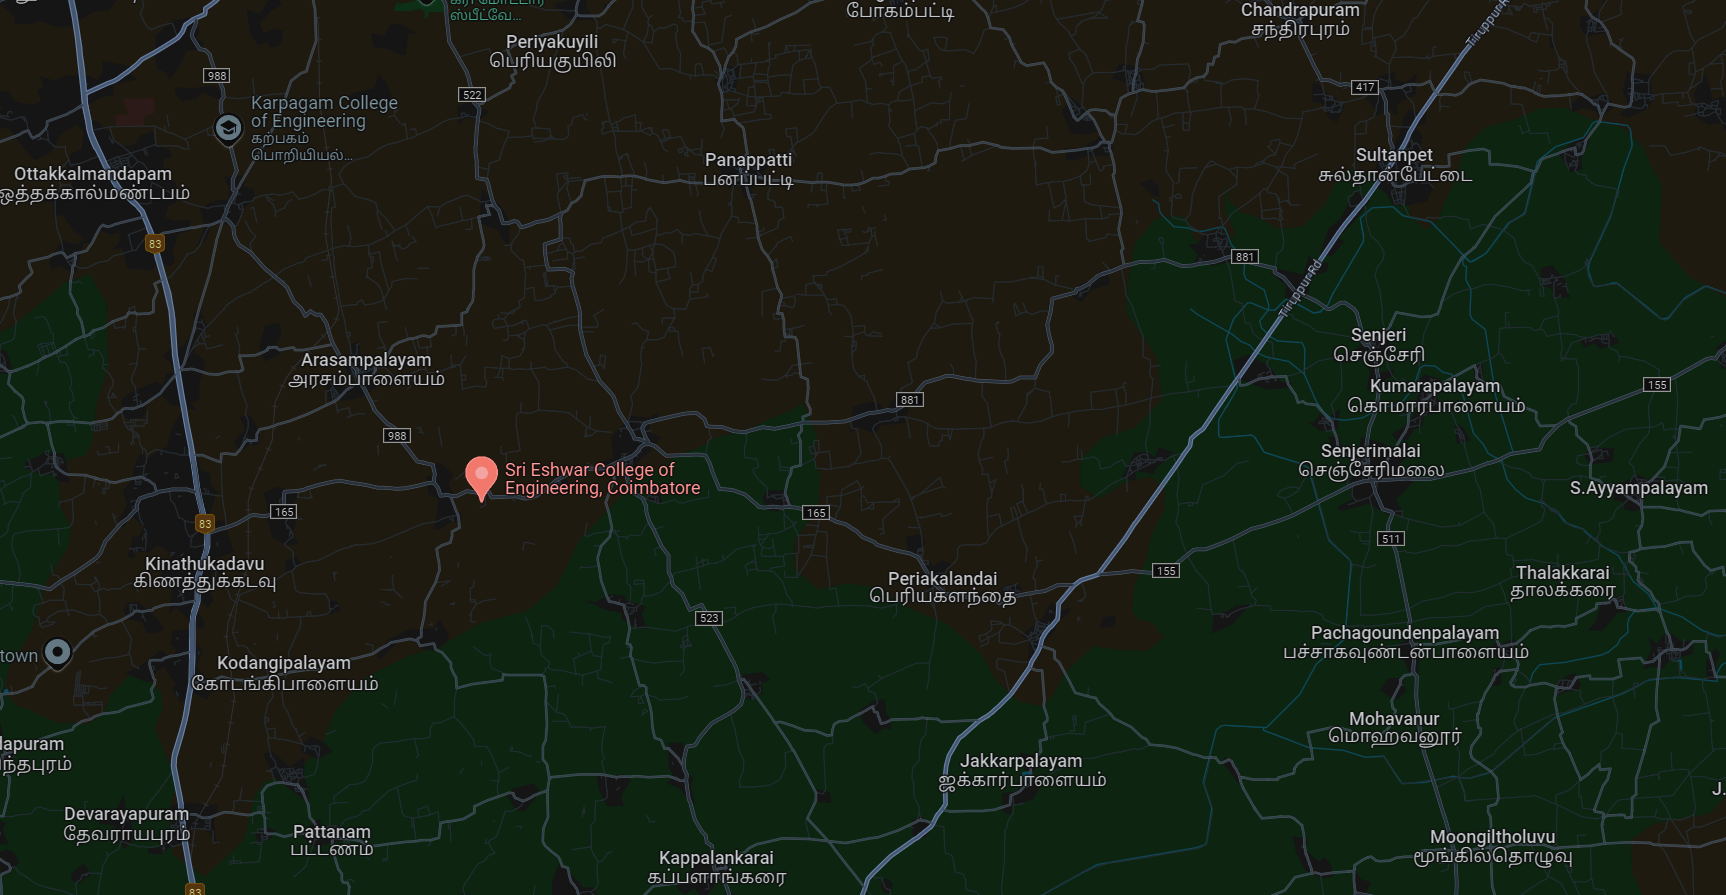 ஸ்பீட்வே...
போகம்பட்டி
Chandrapuram
சந்திரபுரம்
Periyakuyili
பெரியகுயிலி
988
522
417
Karpagam College
of Engineering
கற்பகம்
பொறியியல்...
Panappatti
பனப்பட்டி
Sultanpet
சுல்தான்பேட்டை
Ottakkalmandapam
ஒத்தக்கால்மண்டபம்
83
881
Tiruppur Rd
Senjeri
செஞ்சேரி
Arasampalayam
அரசம்பாளையம்
Kumarapalayam
கொமாரபாளையம்
155
881
988
Senjerimalai
செஞ்சேரிமலை
Sri Eshwar College of
Engineering, Coimbatore
S.Ayyampalayam
165
165
83
511
Kinathukadavu
கிணத்துக்கடவு
155
Periakalandai
பெரியகளந்தை
Thalakkarai
தாலக்கரை
523
Pachagoundenpalayam
பச்சாகவுண்டன்பாளையம்
town
Kodangipalayam
கோடங்கிபாளையம்
Mohavanur
மொஹவனூர்
lapuram
ந்தபுரம்
Jakkarpalayam
ஜக்கார்பாளையம்
J.
Devarayapuram
தேவராயபுரம்
Pattanam
பட்டணம்
Moongiltholuvu
மூங்கில்தொழுவு
Kappalankarai
கப்பளாங்கரை
83